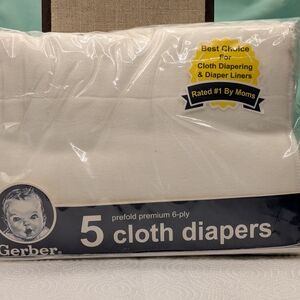 Best Choice
For
Cloth Diapering
& Diaper Liners
Rated #1 By Moms
prefold premium 6-ply
5 cloth diapers
Gerber